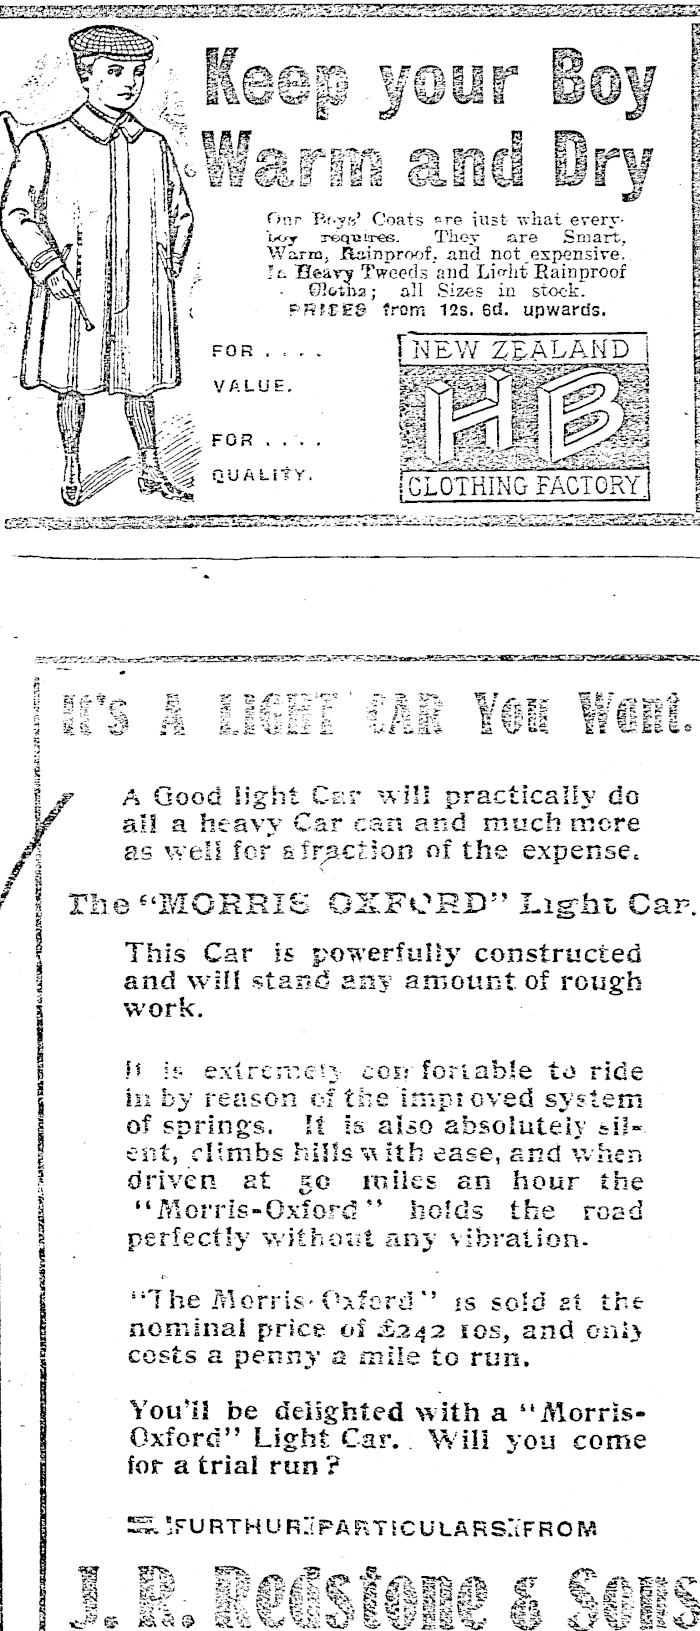 Keep your Boy
Warm and Dry
Our Boys' Coats are just what every-
boy requires. They are Smart,
Warm, Rainproof, and not expensive.
In Heavy Tweeds and Light Rainproof
Cloths; all Sizes in stock.
PRICES from 12s. 6d. upwards.
FOR ....
VALUE.
FOR ....
QUALITY.
NEW ZEALAND
HB
CLOTHING FACTORY
It's A LIGHT CAR You Want.
A Good light Car will practically do
all a heavy Car can and much more
as well for a fraction of the expense.
The "MORRIS OXFORD" Light Car.
This Car is powerfully constructed
and will stand any amount of rough
work.
It is extremely comfortable to ride
in by reason of the improved system
of springs. It is also absolutely sil-
ent, climbs hills with ease, and when
driven at 50 miles an hour the
"Morris-Oxford" holds the road
perfectly without any vibration.
"The Morris-Oxford" is sold at the
nominal price of £242 10s, and only
costs a penny a mile to run.
You'll be delighted with a "Morris-
Oxford" Light Car. Will you come
for a trial run?
FURTHUR PARTICULARS FROM
J. R. Redstone & Sons